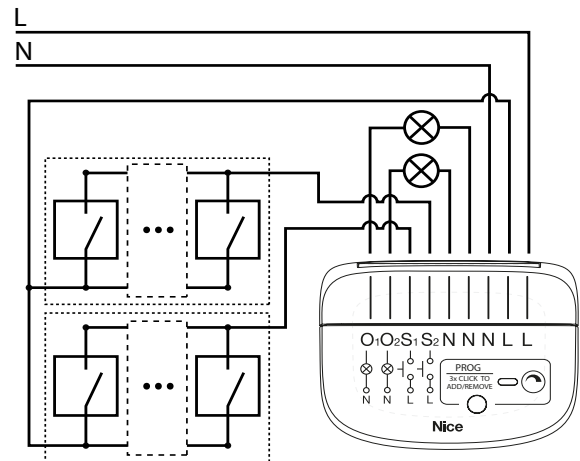 L
N
O1O2S1S2NNNLL
PROG
3x CLICK TO
ADD/REMOVE
N N L L
Nice